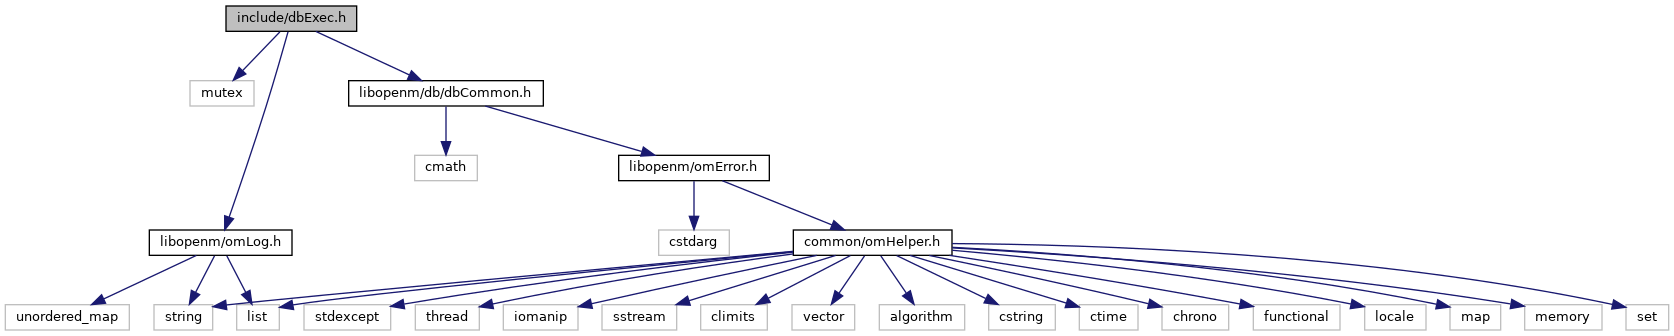 include/dbExec.h
mutex
libopenm/db/dbCommon.h
cmath
libopenm/omError.h
libopenm/omLog.h
cstdarg
common/omHelper.h
unordered_map
string
list
stdexcept
thread
iomanip
sstream
climits
vector
algorithm
cstring
ctime
chrono
functional
locale
map
memory
set